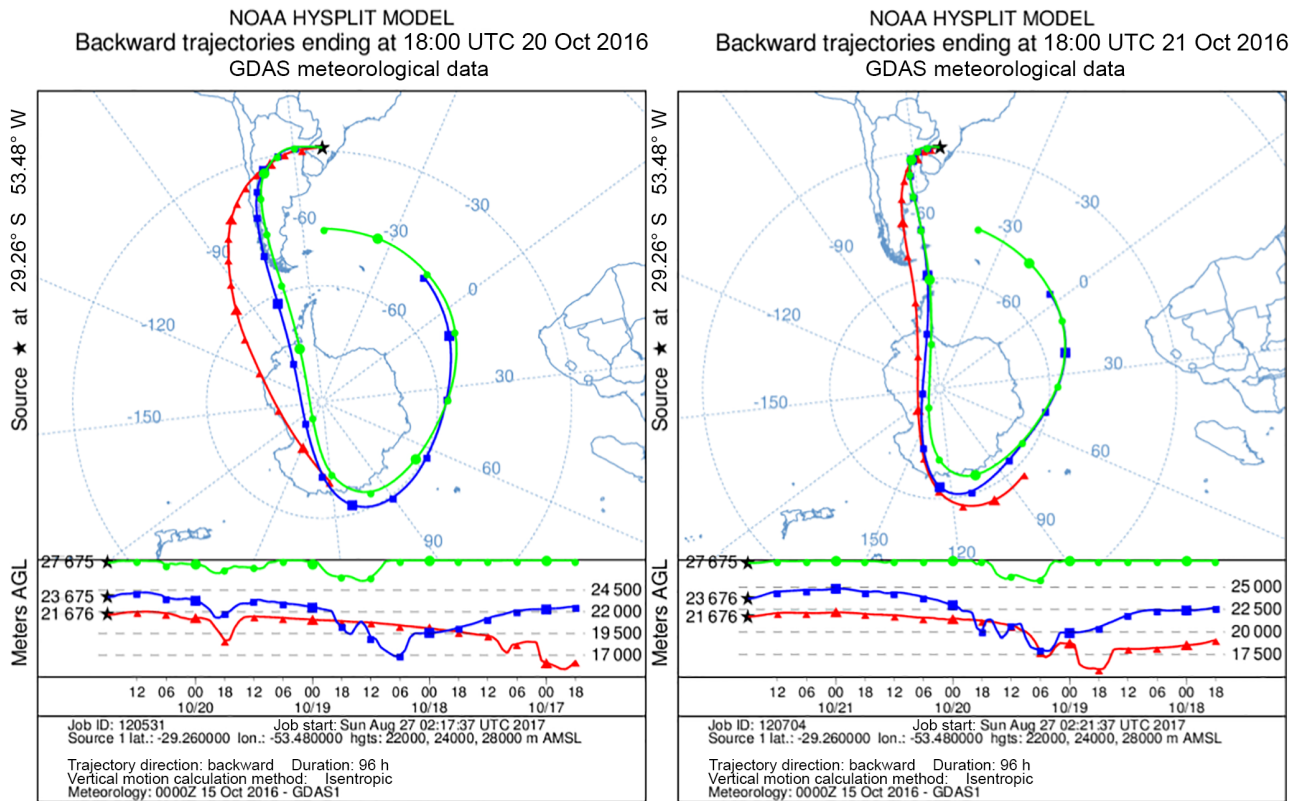 NOAA HYSPLIT MODEL
Backward trajectories ending at 18:00 UTC 20 Oct 2016
GDAS meteorological data
Source ★ at 29.26° S 53.48° W
-30
-60
-30
-90
0
-60
-120
30
-150
60
90
Meters AGL
27 675
23 675
21 676
24 500
22 000
19 500
17 000
12 06 00 18 12 06 00 18 12 06 00 18 12 06 00 18
10/20 10/19 10/18 10/17
Job ID: 120531 Job start: Sun Aug 27 02:17:37 UTC 2017
Source 1 lat.: -29.260000 lon.: -53.480000 hgts: 22000, 24000, 28000 m AMSL
Trajectory direction: backward Duration: 96 h
Vertical motion calculation method: Isentropic
Meteorology: 0000Z 15 Oct 2016 - GDAS1
NOAA HYSPLIT MODEL
Backward trajectories ending at 18:00 UTC 21 Oct 2016
GDAS meteorological data
Source ★ at 29.26° S 53.48° W
-30
-60
-30
-90
0
-60
-120
30
-150
60
90
150 120
Meters AGL
27 675
23 676
21 676
25 000
22 500
20 000
17 500
12 06 00 18 12 06 00 18 12 06 00 18 12 06 00 18
10/21 10/20 10/19 10/18
Job ID: 120704 Job start: Sun Aug 27 02:21:37 UTC 2017
Source 1 lat.: -29.260000 lon.: -53.480000 hgts: 22000, 24000, 28000 m AMSL
Trajectory direction: backward Duration: 96 h
Vertical motion calculation method: Isentropic
Meteorology: 0000Z 15 Oct 2016 - GDAS1